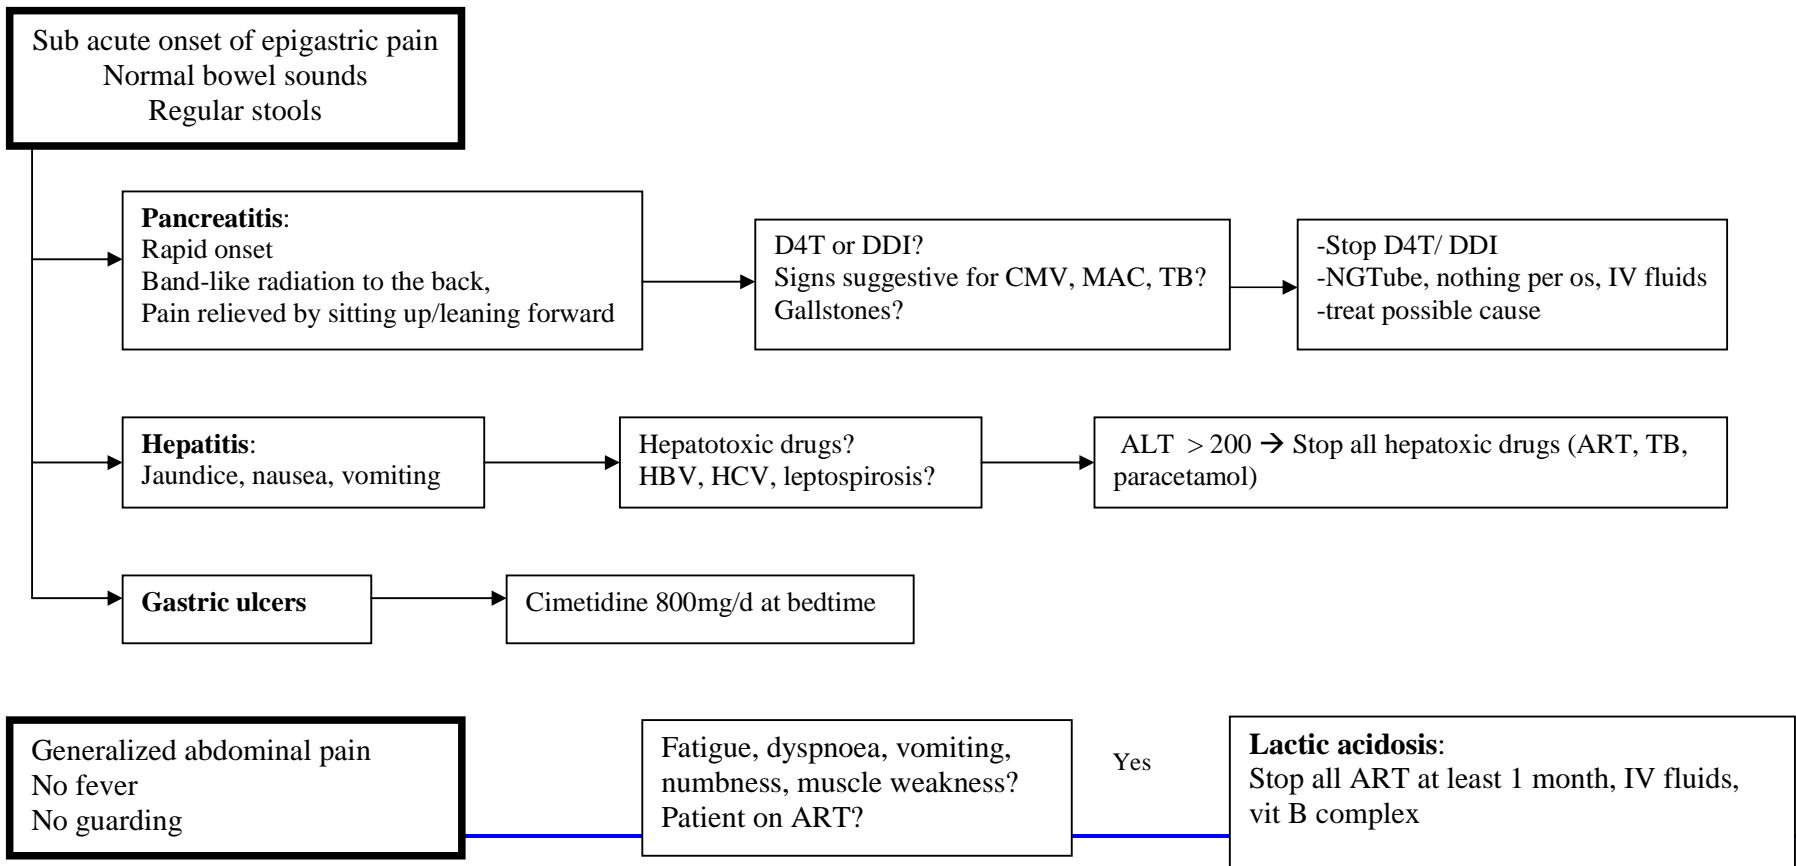 Sub acute onset of epigastric pain
Normal bowel sounds
Regular stools
Pancreatitis:
Rapid onset
Band-like radiation to the back,
Pain relieved by sitting up/leaning forward
D4T or DDI?
Signs suggestive for CMV, MAC, TB?
Gallstones?
-Stop D4T/ DDI
-NGTube, nothing per os, IV fluids
-treat possible cause
Hepatitis:
Jaundice, nausea, vomiting
Hepatotoxic drugs?
HBV, HCV, leptospirosis?
ALT > 200 → Stop all hepatoxic drugs (ART, TB,
paracetamol)
Gastric ulcers
Cimetidine 800mg/d at bedtime
Generalized abdominal pain
No fever
No guarding
Fatigue, dyspnoea, vomiting,
numbness, muscle weakness?
Patient on ART?
Yes
Lactic acidosis:
Stop all ART at least 1 month, IV fluids,
vit B complex